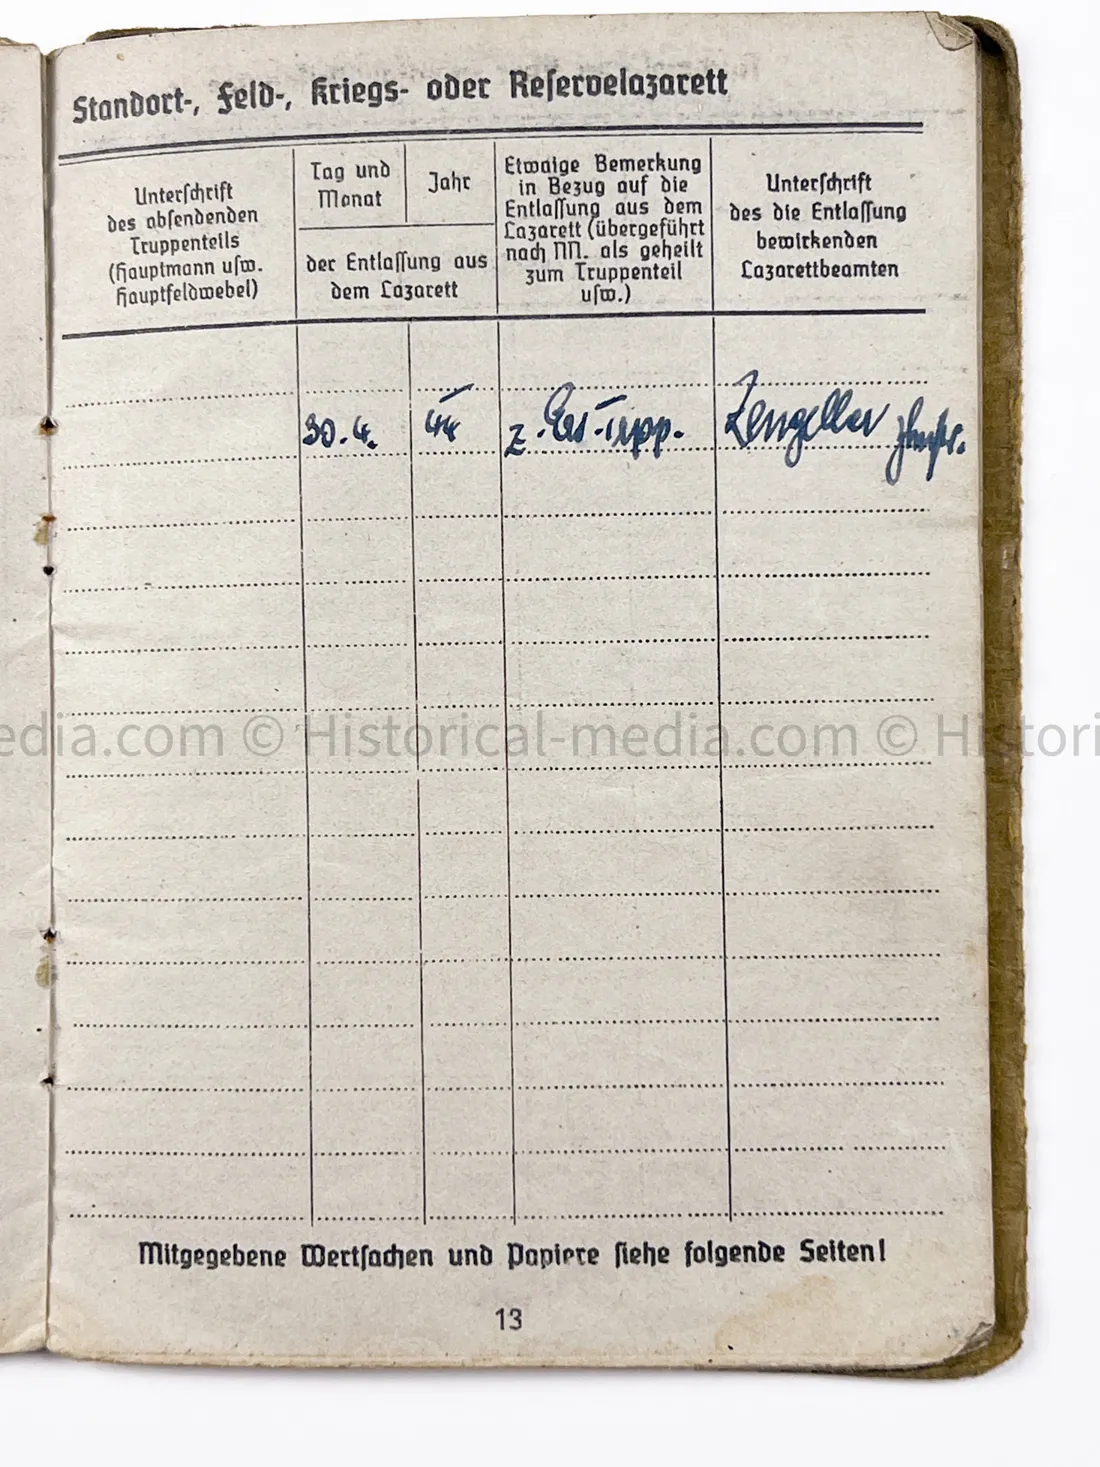 Standort-, Feld-, Kriegs- oder Reservelazarett
Unterschrift
des absendenden
Truppenteils
(Hauptmann usw.
Hauptfeldwebel)
Tag und
Monat
Jahr
der Entlassung aus
dem Lazarett
Etwaige Bemerkung
in Bezug auf die
Entlassung aus dem
Lazarett (übergeführt
nach NN. als geheilt
zum Truppenteil
usw.)
Unterschrift
des die Entlassung
bewirkenden
Lazarettbeamten
30.4. 44 z. Ers-Trupp.
edia.com © Historical-media.com © Histori
Mitgegebene Wertsachen und Papiere siehe folgende Seiten!
13